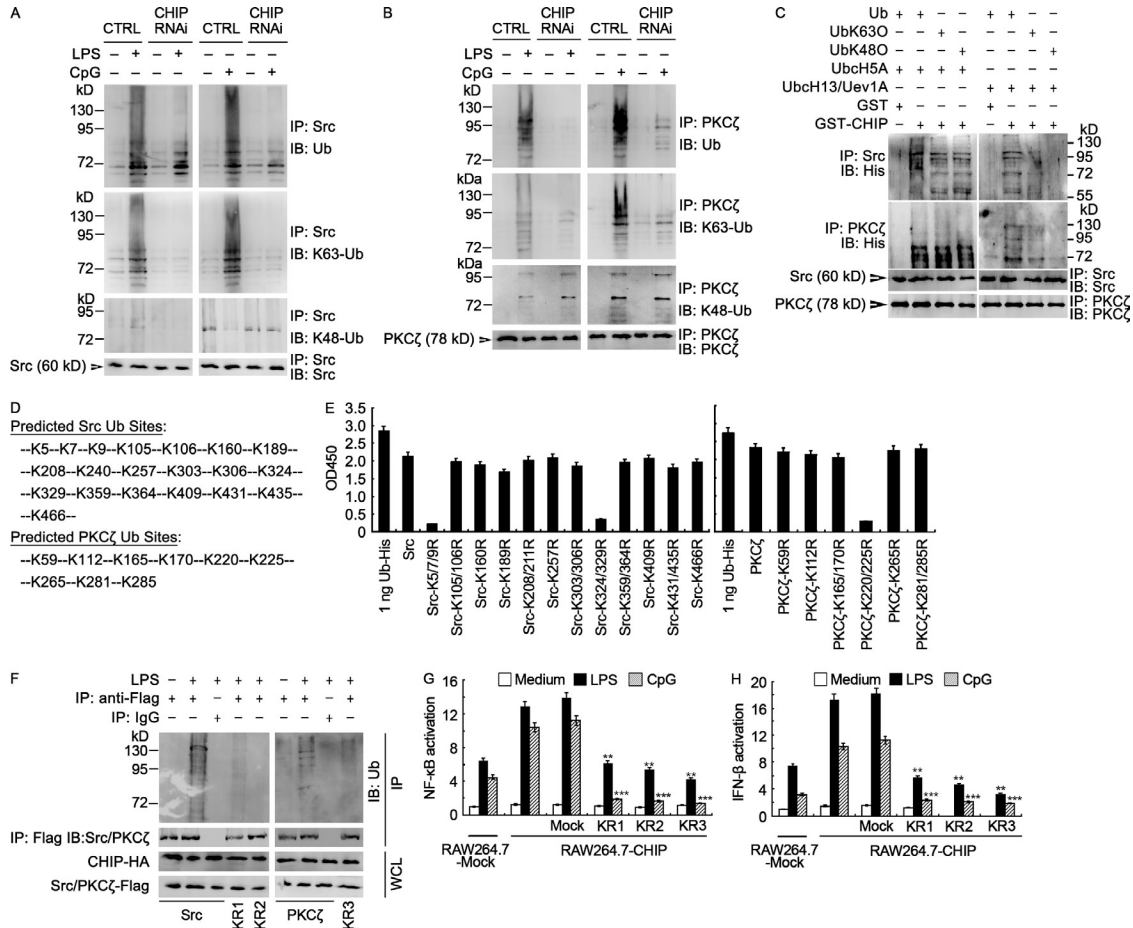 A
CTRL CHIP RNAi CTRL CHIP RNAi
LPS – + – + – – – –
CpG – – – – – + – +
kD
130
95
72
IP: Src
IB: Ub
kD
130
95
72
IP: Src
IB: K63-Ub
kD
95
72
IP: Src
IB: K48-Ub
Src (60 kD)
IP: Src
IB: Src
B
CTRL CHIP RNAi CTRL CHIP RNAi
LPS – + – + – – – –
CpG – – – – – + – +
kD
130
95
72
IP: PKCζ
IB: Ub
kDa
130
95
72
IP: PKCζ
IB: K63-Ub
kDa
95
72
IP: PKCζ
IB: K48-Ub
PKCζ (78 kD)
IP: PKCζ
IB: PKCζ
C
Ub + + – – + + – –
UbK63O – – + – – – + –
UbK48O – – – + – – – +
UbcH5A + + + + – – – –
UbcH13/Uev1A – – – – + + + +
GST + – – – + – – –
GST-CHIP – + + + – + + +
kD
IP: Src
IB: His
130
95
72
55
kD
IP: PKCζ
IB: His
130
95
72
Src (60 kD)
IP: Src
IB: Src
PKCζ (78 kD)
IP: PKCζ
IB: PKCζ
D
Predicted Src Ub Sites:
--K5--K7--K9--K105--K106--K160--K189--
--K208--K240--K257--K303--K306--K324--
--K329--K359--K364--K409--K431--K435--
--K466--
Predicted PKCζ Ub Sites:
--K59--K112--K165--K170--K220--K225--
--K265--K281--K285
E
OD450
3.5
3.0
2.5
2.0
1.5
1.0
0.5
0
1 ng Ub-His
Src
Src-K5/7/9R
Src-K105/106R
Src-K160R
Src-K189R
Src-K208/211R
Src-K257R
Src-K303/306R
Src-K324/329R
Src-K359/364R
Src-K409R
Src-K431/435R
Src-K466R
1 ng Ub-His
PKCζ
PKCζ-K59R
PKCζ-K112R
PKCζ-K165/170R
PKCζ-K220/225R
PKCζ-K265R
PKCζ-K281/285R
F
LPS – + + + + – + + +
IP: anti-Flag + + – + + + + – +
IP: IgG – – + – – – – + –
kD
130
95
72
IB: Ub
IP
IP: Flag IB:Src/PKCζ
CHIP-HA
Src/PKCζ-Flag
WCL
Src KR1 KR2 PKCζ KR3
G
Medium LPS CpG
NF-κB activation
16
12
8
4
0
** *** ** *** ** ***
Mock KR1 KR2 KR3
RAW264.7
-Mock
RAW264.7-CHIP
H
Medium LPS CpG
IFN-β activation
20
16
12
8
4
0
** *** ** *** ** ***
Mock KR1 KR2 KR3
RAW264.7
-Mock
RAW264.7-CHIP